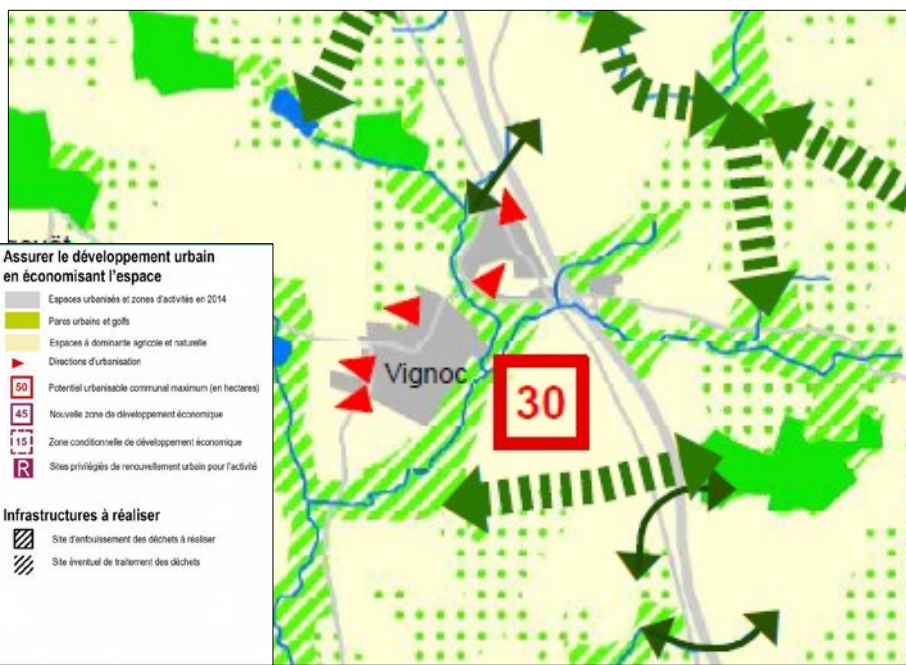 Assurer le développement urbain
en économisant l'espace
Espaces urbanisés et zones d'activités en 2014
Parcs urbains et golfs
Espaces à dominante agricole et naturelle
Directions d'urbanisation
50 Potentiel urbanisable communal maximum (en hectares)
45 Nouvelle zone de développement économique
15 Zone conditionnelle de développement économique
R Sites privilégiés de renouvellement urbain pour l'activité
Infrastructures à réaliser
Site d'enfouissement des déchets à réaliser
Site éventuel de traitement des déchets
Vignoc
30